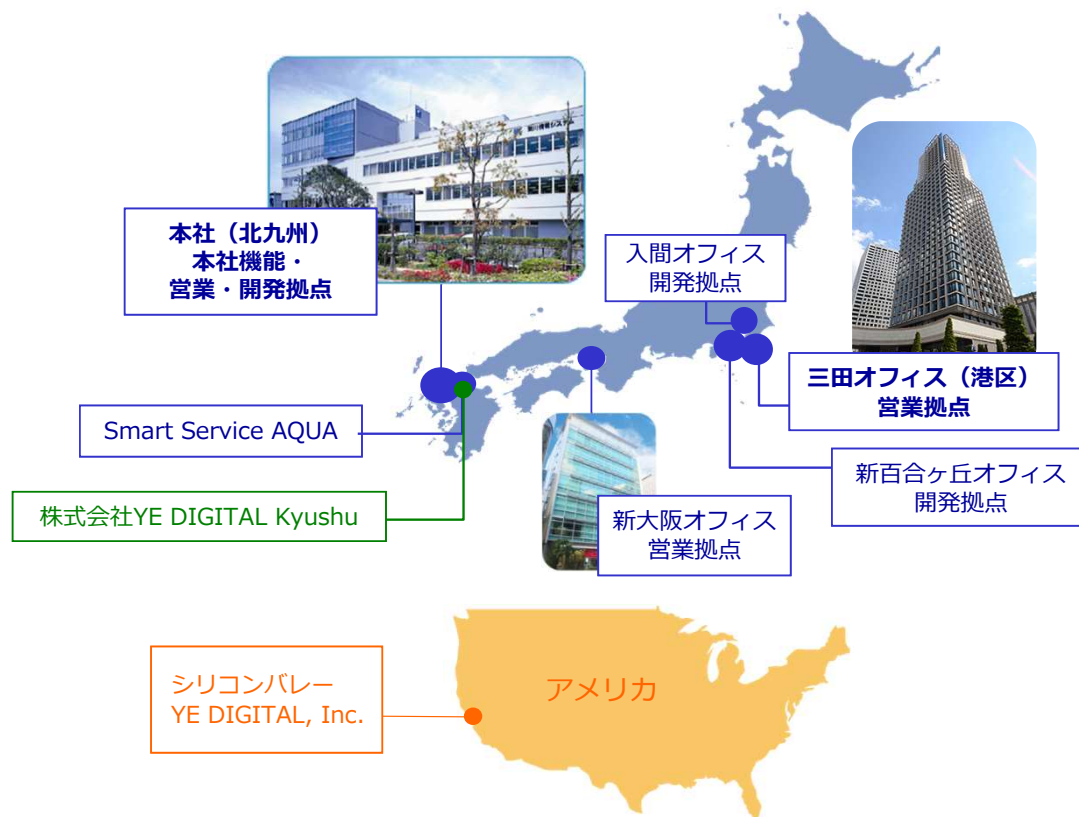 本社（北九州）
本社機能・
営業・開発拠点
入間オフィス
開発拠点
三田オフィス（港区）
営業拠点
Smart Service AQUA
新百合ヶ丘オフィス
開発拠点
株式会社YE DIGITAL Kyushu
新大阪オフィス
営業拠点
シリコンバレー
YE DIGITAL, Inc.
アメリカ